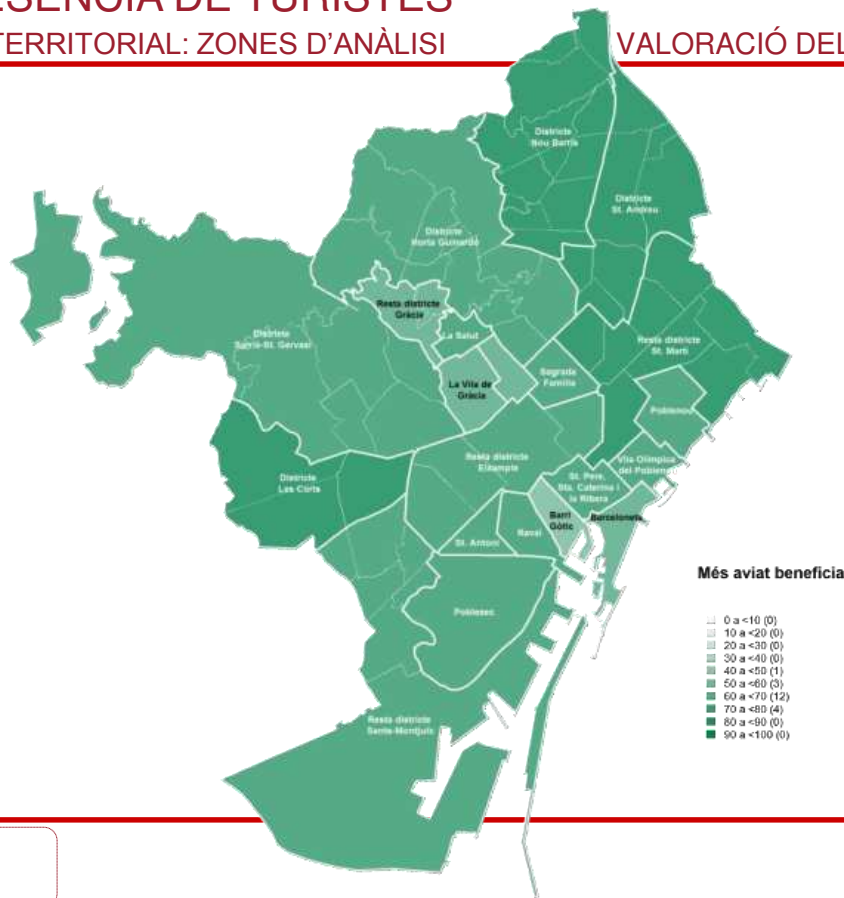 ESÈNCIA DE TURISTES
TERRITORIAL: ZONES D'ANÀLISI
VALORACIÓ DEL
Districte
Nou Barris
Districte
St. Andreu
Districte
Horta Guinardó
Resta districte
Gràcia
La Salut
Districte
Sarrià-St. Gervasi
Resta districte
St. Martí
Sagrada
Família
La Vila de
Gràcia
Poblenou
Resta districte
Eixample
Vila Olímpica
del Poblen
Districte
Les Corts
St. Pere,
Sta. Caterina i
la Ribera
Barri
Gòtic
Barceloneta
St. Antoni
Raval
Poblesec
Resta districte
Sants-Montjuïc
Més aviat beneficia
0 a <10 (0)
10 a <20 (0)
20 a <30 (0)
30 a <40 (0)
40 a <50 (1)
50 a <60 (3)
60 a <70 (12)
70 a <80 (4)
80 a <90 (0)
90 a <100 (0)